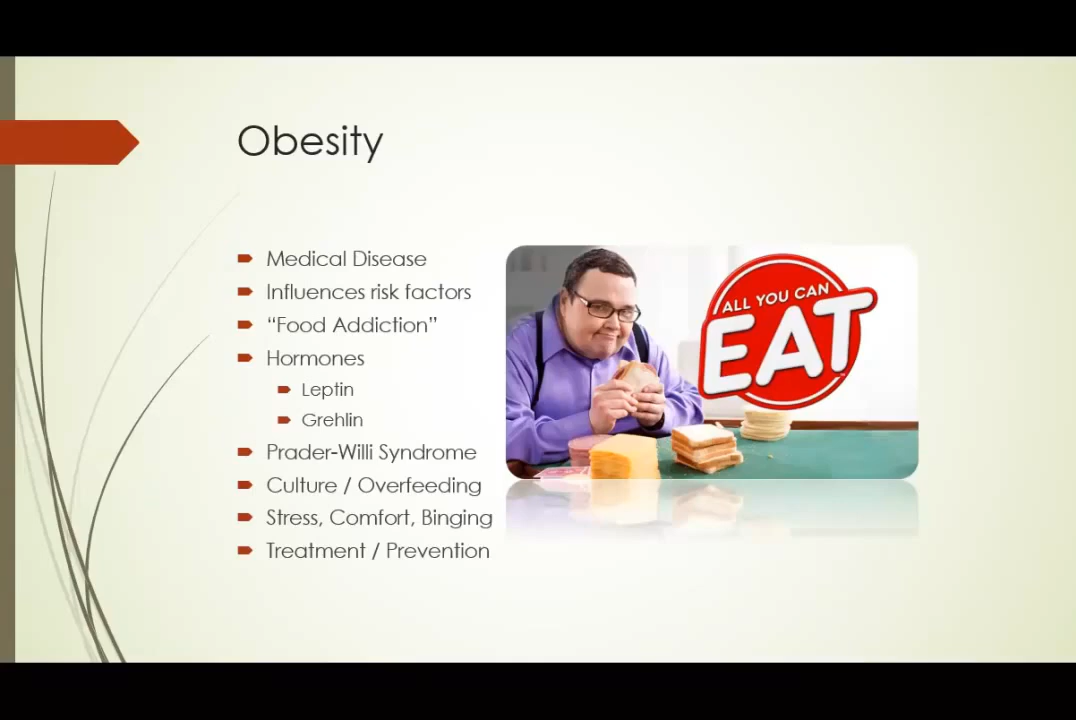 Obesity
Medical Disease
Influences risk factors
“Food Addiction”
Hormones
Leptin
Grehlin
Prader-Willi Syndrome
Culture / Overfeeding
Stress, Comfort, Binging
Treatment / Prevention
ALL YOU CAN
EAT